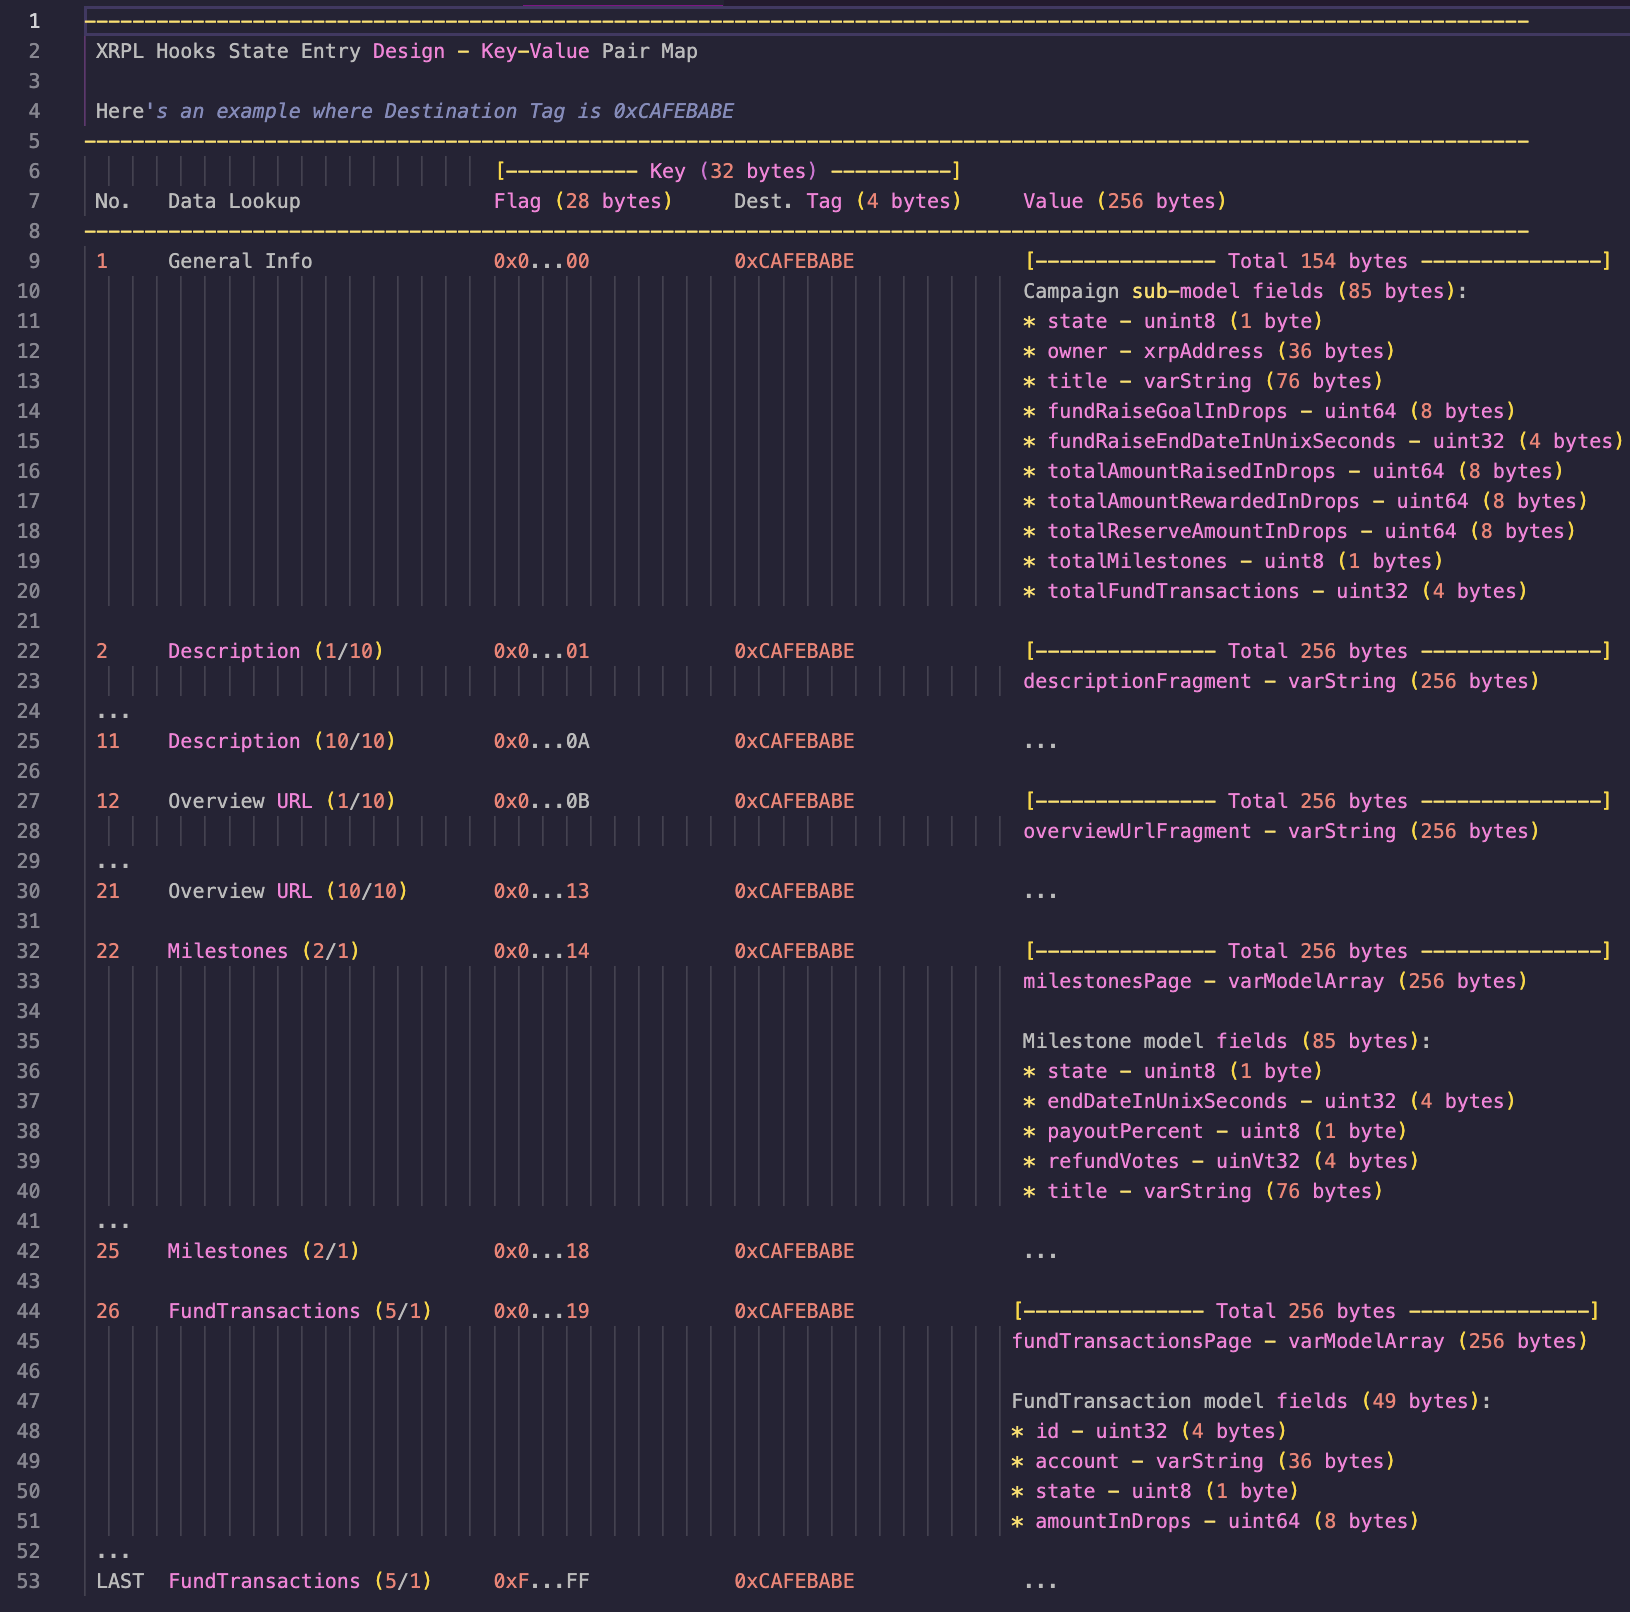 1 ------------------------------------------------------------------------------------------------------------------------
2 XRPL Hooks State Entry Design - Key-Value Pair Map
3
4 Here's an example where Destination Tag is 0xCAFEBABE
5 ------------------------------------------------------------------------------------------------------------------------
6 [----------- Key (32 bytes) ----------]
7 No. Data Lookup Flag (28 bytes) Dest. Tag (4 bytes) Value (256 bytes)
8 ------------------------------------------------------------------------------------------------------------------------
9 1 General Info 0x0...00 0xCAFEBABE [--------------- Total 154 bytes ---------------]
10 Campaign sub-model fields (85 bytes):
11 * state - unint8 (1 byte)
12 * owner - xrpAddress (36 bytes)
13 * title - varString (76 bytes)
14 * fundRaiseGoalInDrops - uint64 (8 bytes)
15 * fundRaiseEndDateInUnixSeconds - uint32 (4 bytes)
16 * totalAmountRaisedInDrops - uint64 (8 bytes)
17 * totalAmountRewardedInDrops - uint64 (8 bytes)
18 * totalReserveAmountInDrops - uint64 (8 bytes)
19 * totalMilestones - uint8 (1 bytes)
20 * totalFundTransactions - uint32 (4 bytes)
21
22 2 Description (1/10) 0x0...01 0xCAFEBABE [--------------- Total 256 bytes ---------------]
23 descriptionFragment - varString (256 bytes)
24 ...
25 11 Description (10/10) 0x0...0A 0xCAFEBABE ...
26
27 12 Overview URL (1/10) 0x0...0B 0xCAFEBABE [--------------- Total 256 bytes ---------------]
28 overviewUrlFragment - varString (256 bytes)
29 ...
30 21 Overview URL (10/10) 0x0...13 0xCAFEBABE ...
31
32 22 Milestones (2/1) 0x0...14 0xCAFEBABE [--------------- Total 256 bytes ---------------]
33 milestonesPage - varModelArray (256 bytes)
34
35 Milestone model fields (85 bytes):
36 * state - unint8 (1 byte)
37 * endDateInUnixSeconds - uint32 (4 bytes)
38 * payoutPercent - uint8 (1 byte)
39 * refundVotes - uinVt32 (4 bytes)
40 * title - varString (76 bytes)
41 ...
42 25 Milestones (2/1) 0x0...18 0xCAFEBABE ...
43
44 26 FundTransactions (5/1) 0x0...19 0xCAFEBABE [--------------- Total 256 bytes ---------------]
45 fundTransactionsPage - varModelArray (256 bytes)
46
47 FundTransaction model fields (49 bytes):
48 * id - uint32 (4 bytes)
49 * account - varString (36 bytes)
50 * state - uint8 (1 byte)
51 * amountInDrops - uint64 (8 bytes)
52 ...
53 LAST FundTransactions (5/1) 0xF...FF 0xCAFEBABE ...